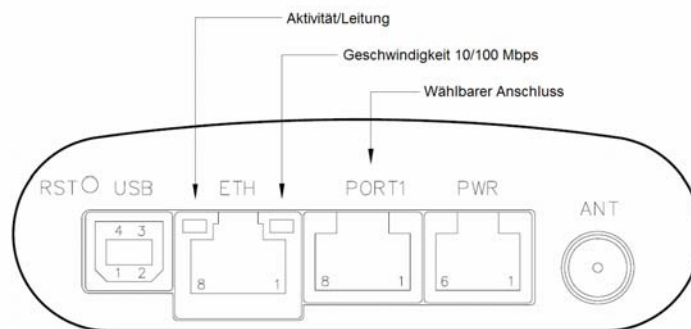 Aktivität/Leitung
Geschwindigkeit 10/100 Mbps
Wählbarer Anschluss
RST USB ETH PORT1 PWR ANT
4 3
1 2
8 1
8 1
6 1